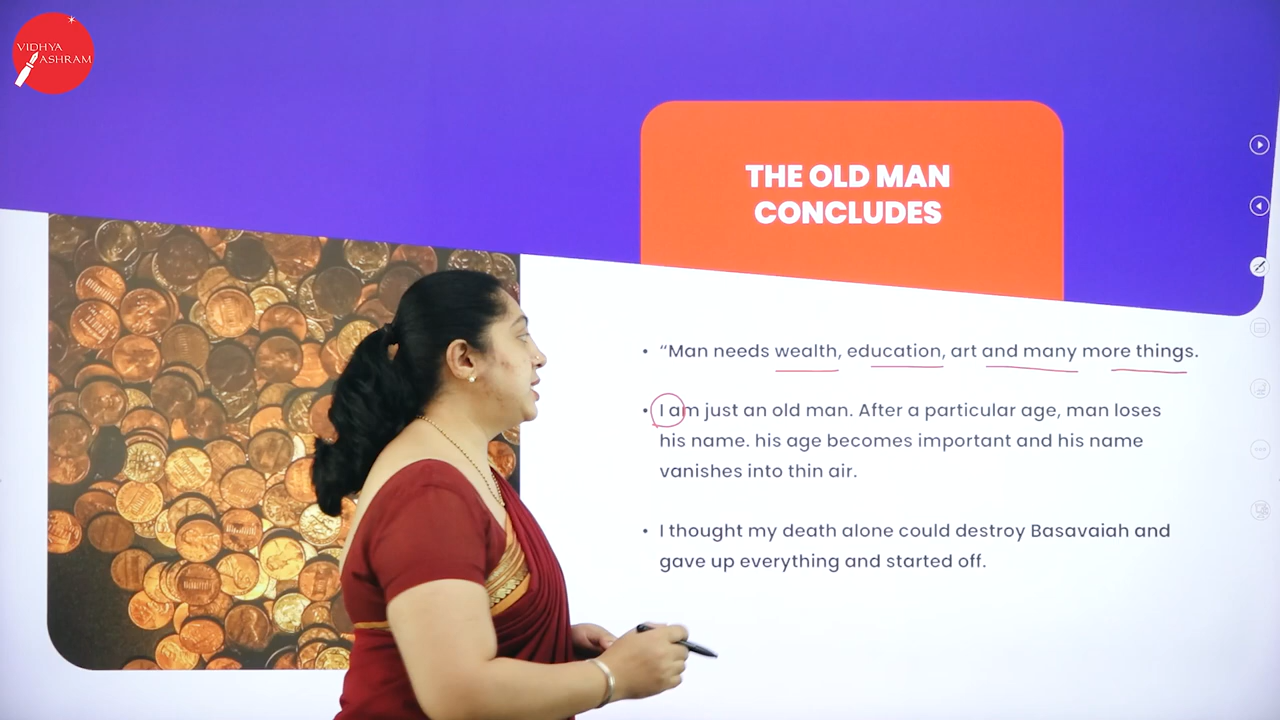 VIDHYA
ASHRAM
THE OLD MAN
CONCLUDES
• “Man needs wealth, education, art and many more things.
• I am just an old man. After a particular age, man loses
his name. his age becomes important and his name
vanishes into thin air.
• I thought my death alone could destroy Basavaiah and
gave up everything and started off.